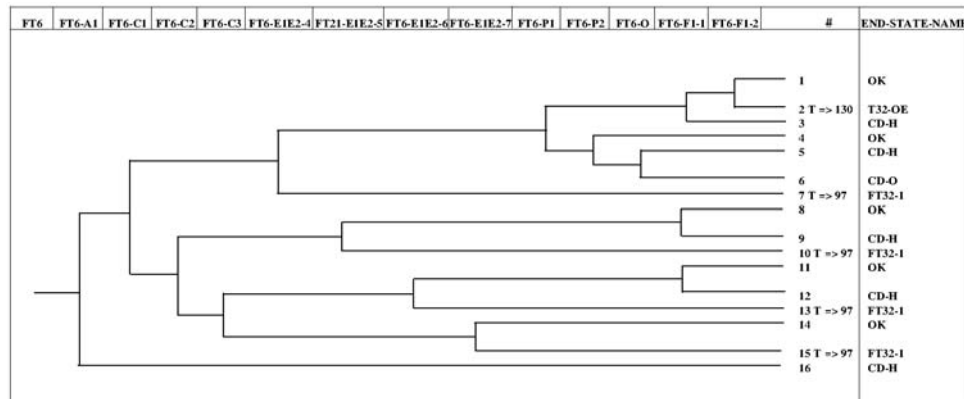 FT6 FT6-A1 FT6-C1 FT6-C2 FT6-C3 FT6-E1E2-4 FT21-E1E2-5 FT6-E1E2-6 FT6-E1E2-7 FT6-P1 FT6-P2 FT6-O FT6-F1-1 FT6-F1-2 # END-STATE-NAME
1 OK
2 T => 130 T32-OE
3 CD-H
4 OK
5 CD-H
6 CD-O
7 T => 97 FT32-1
8 OK
9 CD-H
10 T => 97 FT32-1
11 OK
12 CD-H
13 T => 97 FT32-1
14 OK
15 T => 97 FT32-1
16 CD-H